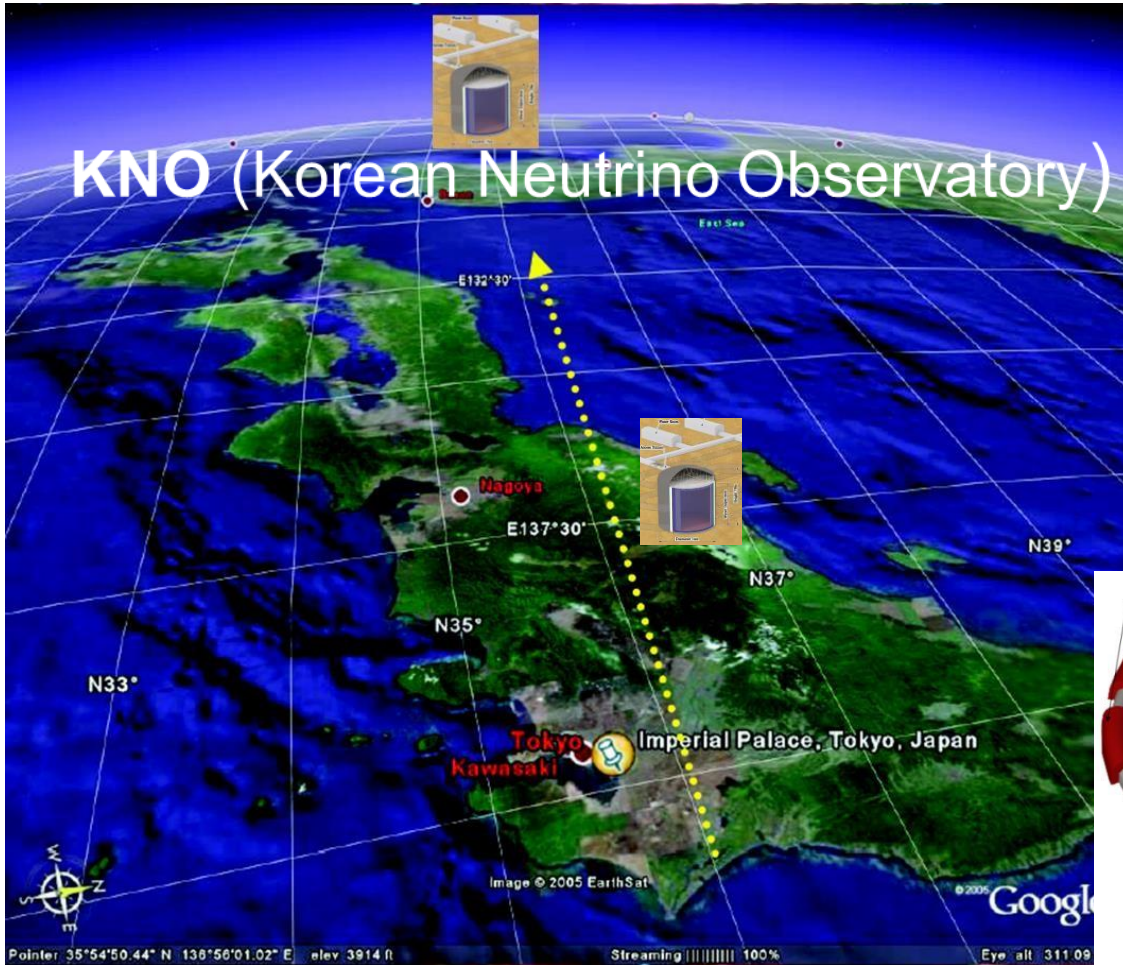 KNO (Korean Neutrino Observatory)
East Sea
E132°30'
Nagoya
E137°30'
N39°
N37°
N35°
N33°
Tokyo
Imperial Palace, Tokyo, Japan
Kawasaki
Image © 2005 EarthSat
© 2005 Google
W
N
S
E
Pointer 35°54'50.44" N 136°56'01.02" E elev 3914 ft
Streaming 100%
Eye alt 311.09